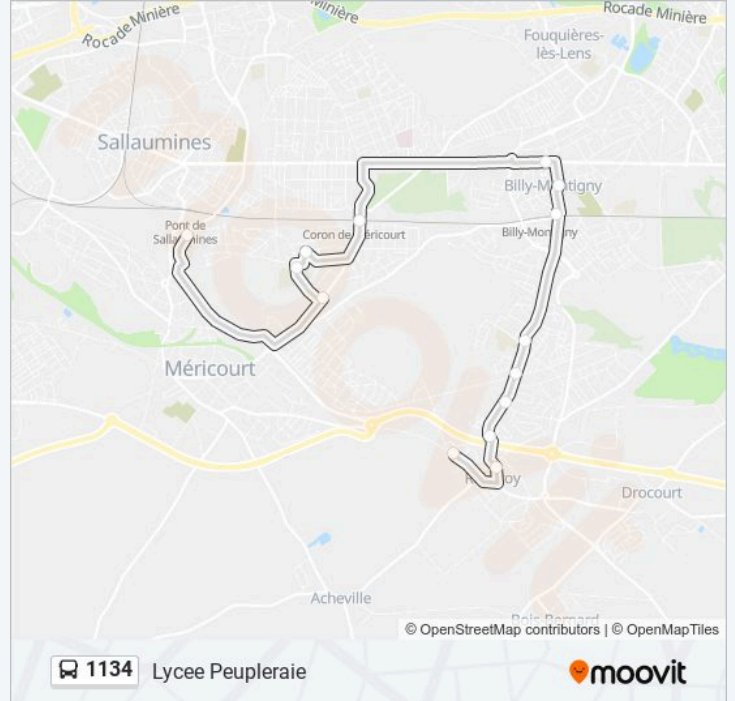 Rocade Minière
Minière
Rocade Minière
Fouquières-
lès-Lens
Sallaumines
Billy-Montigny
Pont de
Sallaumines
Coron de Méricourt
Billy-Montigny
Méricourt
Drocourt
Acheville
© OpenStreetMap contributors | © OpenMapTiles
1134 Lycee Peupleraie
moovit